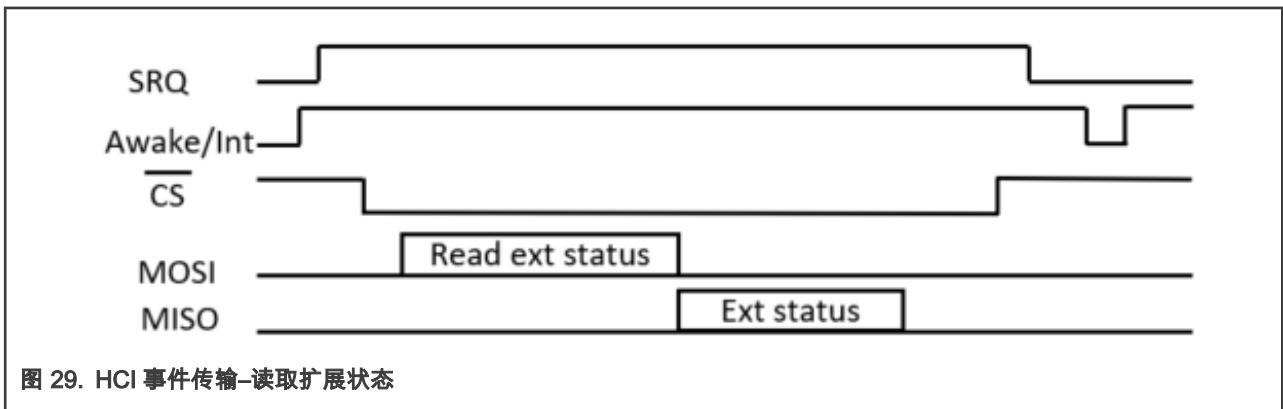 SRQ
Awake/Int
CS
MOSI
Read ext status
MISO
Ext status
图 29. HCI 事件传输–读取扩展状态